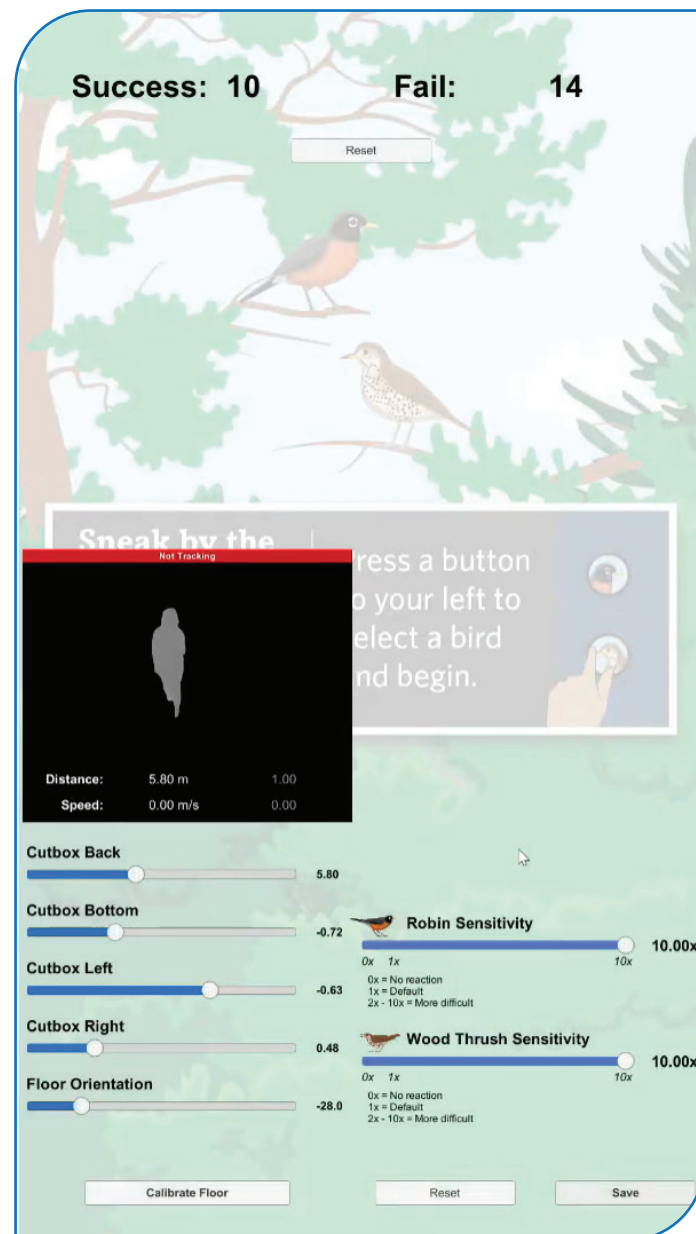 Success: 10 Fail: 14
Reset
Sneak by the
Not Tracking
Press a button
to your left to
select a bird
and begin.
Distance: 5.80 m 1.00
Speed: 0.00 m/s 0.00
Cutbox Back
5.80
Cutbox Bottom
-0.72
Cutbox Left
-0.63
Cutbox Right
0.48
Floor Orientation
-28.0
Robin Sensitivity
10.00x
0x 1x 10x
0x = No reaction
1x = Default
2x - 10x = More difficult
Wood Thrush Sensitivity
10.00x
0x 1x 10x
0x = No reaction
1x = Default
2x - 10x = More difficult
Calibrate Floor Reset Save